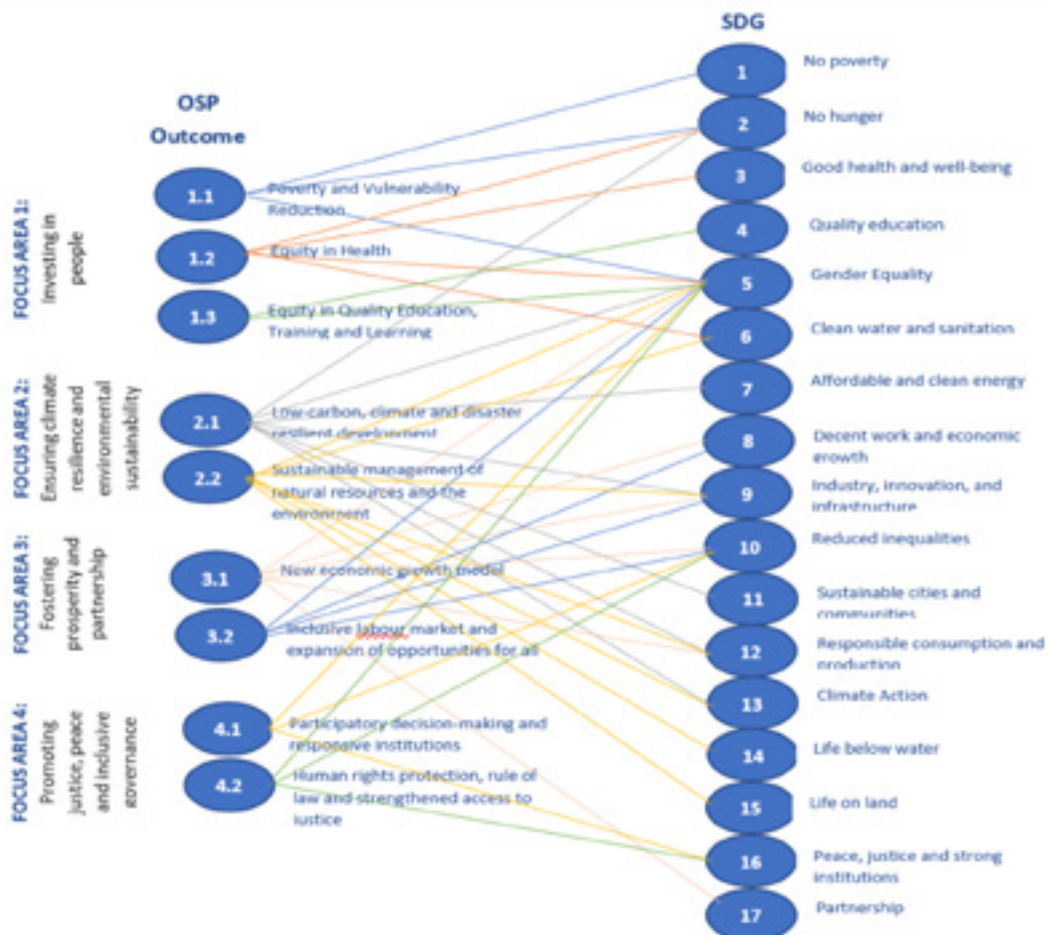 SDG
OSP
Outcome
FOCUS AREA 1:
Investing in
people
1.1
Poverty and Vulnerability
Reduction
1.2
Equity in Health
1.3
Equity in Quality Education,
Training and Learning
FOCUS AREA 2:
Ensuring climate
resilience and
environmental
sustainability
2.1
Low-carbon, climate and disaster
resilient development
2.2
Sustainable management of
natural resources and the
environment
FOCUS AREA 3:
Fostering
prosperity and
partnership
3.1
New economic growth model
3.2
Inclusive labour market and
expansion of opportunities for all
FOCUS AREA 4:
Promoting
justice, peace
and inclusive
governance
4.1
Participatory decision-making and
responsive institutions
4.2
Human rights protection, rule of
law and strengthened access to
justice
1
No poverty
2
No hunger
3
Good health and well-being
4
Quality education
5
Gender Equality
6
Clean water and sanitation
7
Affordable and clean energy
8
Decent work and economic
growth
9
Industry, innovation, and
infrastructure
10
Reduced inequalities
11
Sustainable cities and
communities
12
Responsible consumption and
production
13
Climate Action
14
Life below water
15
Life on land
16
Peace, justice and strong
institutions
17
Partnership